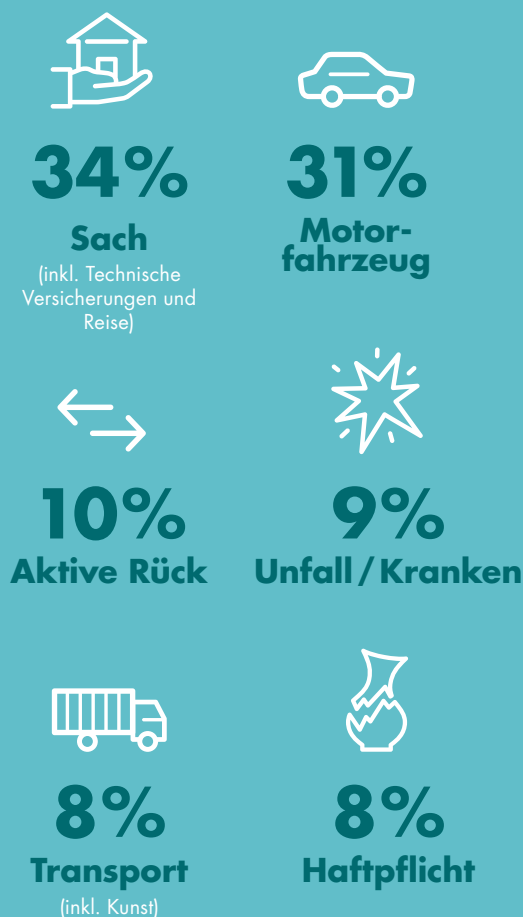 34%
Sach
(inkl. Technische
Versicherungen und
Reise)
31%
Motor-
fahrzeug
10%
Aktive Rück
9%
Unfall/Kranken
8%
Transport
(inkl. Kunst)
8%
Haftpflicht